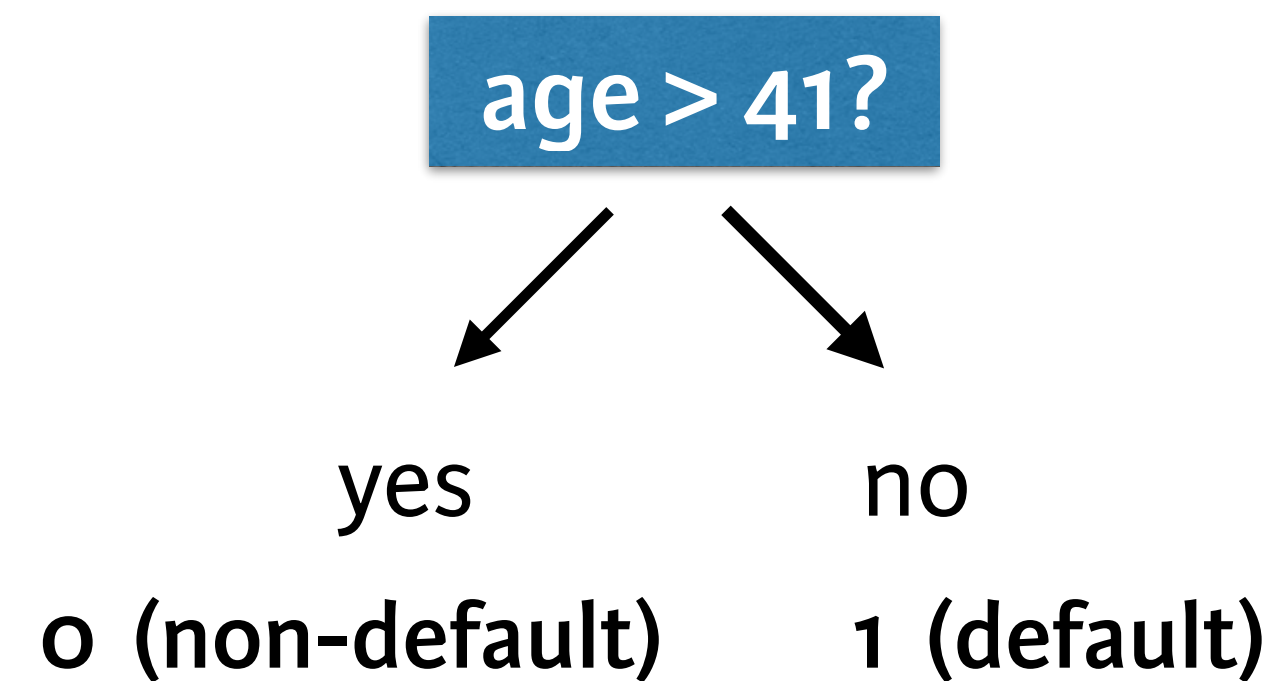 age > 41?
yes no
0 (non-default) 1 (default)